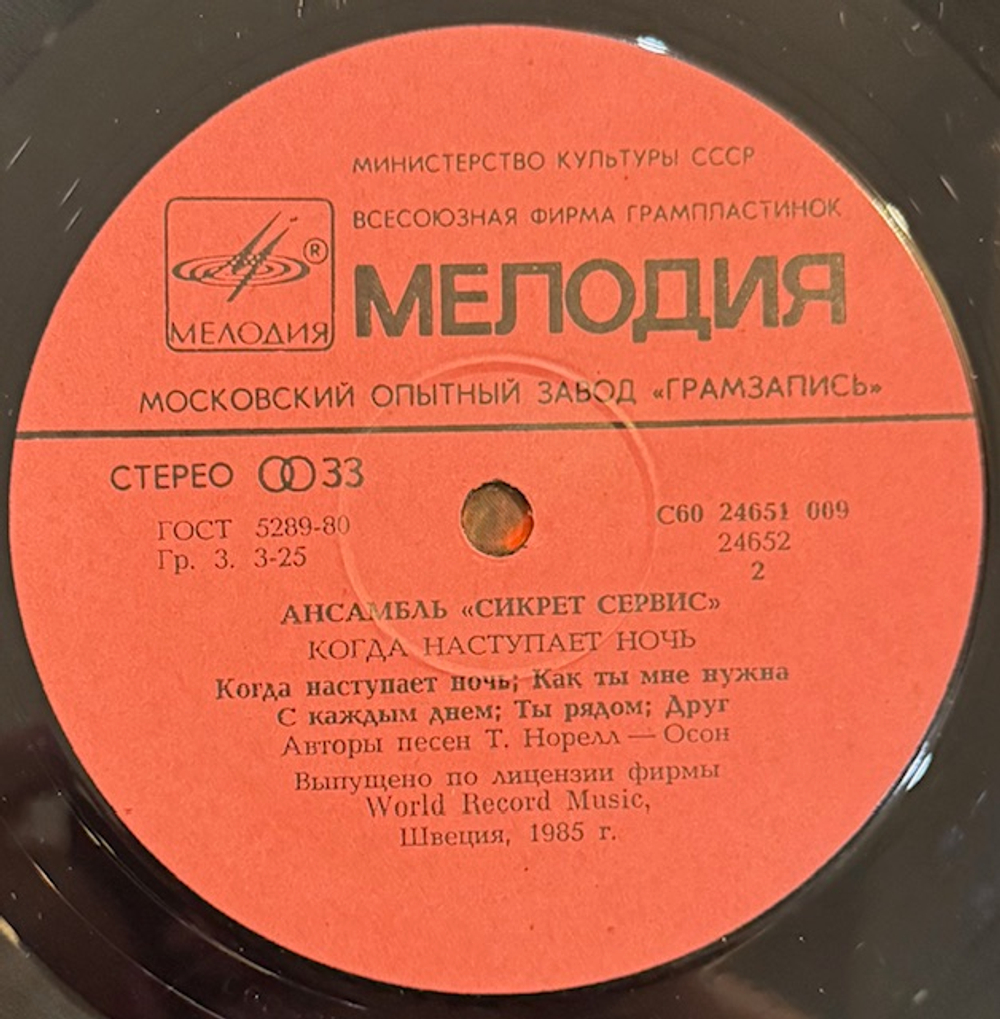 МИНИСТЕРСТВО КУЛЬТУРЫ СССР
ВСЕСОЮЗНАЯ ФИРМА ГРАМПЛАСТИНОК
®
МЕЛОДИЯ
МЕЛОДИЯ
МОСКОВСКИЙ ОПЫТНЫЙ ЗАВОД «ГРАМЗАПИСЬ»
СТЕРЕО 33
ГОСТ 5289-80
Гр. 3. 3-25
С60 24651 009
24652
2
АНСАМБЛЬ «СИКРЕТ СЕРВИС»
КОГДА НАСТУПАЕТ НОЧЬ
Когда наступает ночь; Как ты мне нужна
С каждым днем; Ты рядом; Друг
Авторы песен Т. Норелл — Осон
Выпущено по лицензии фирмы
World Record Music,
Швеция, 1985 г.